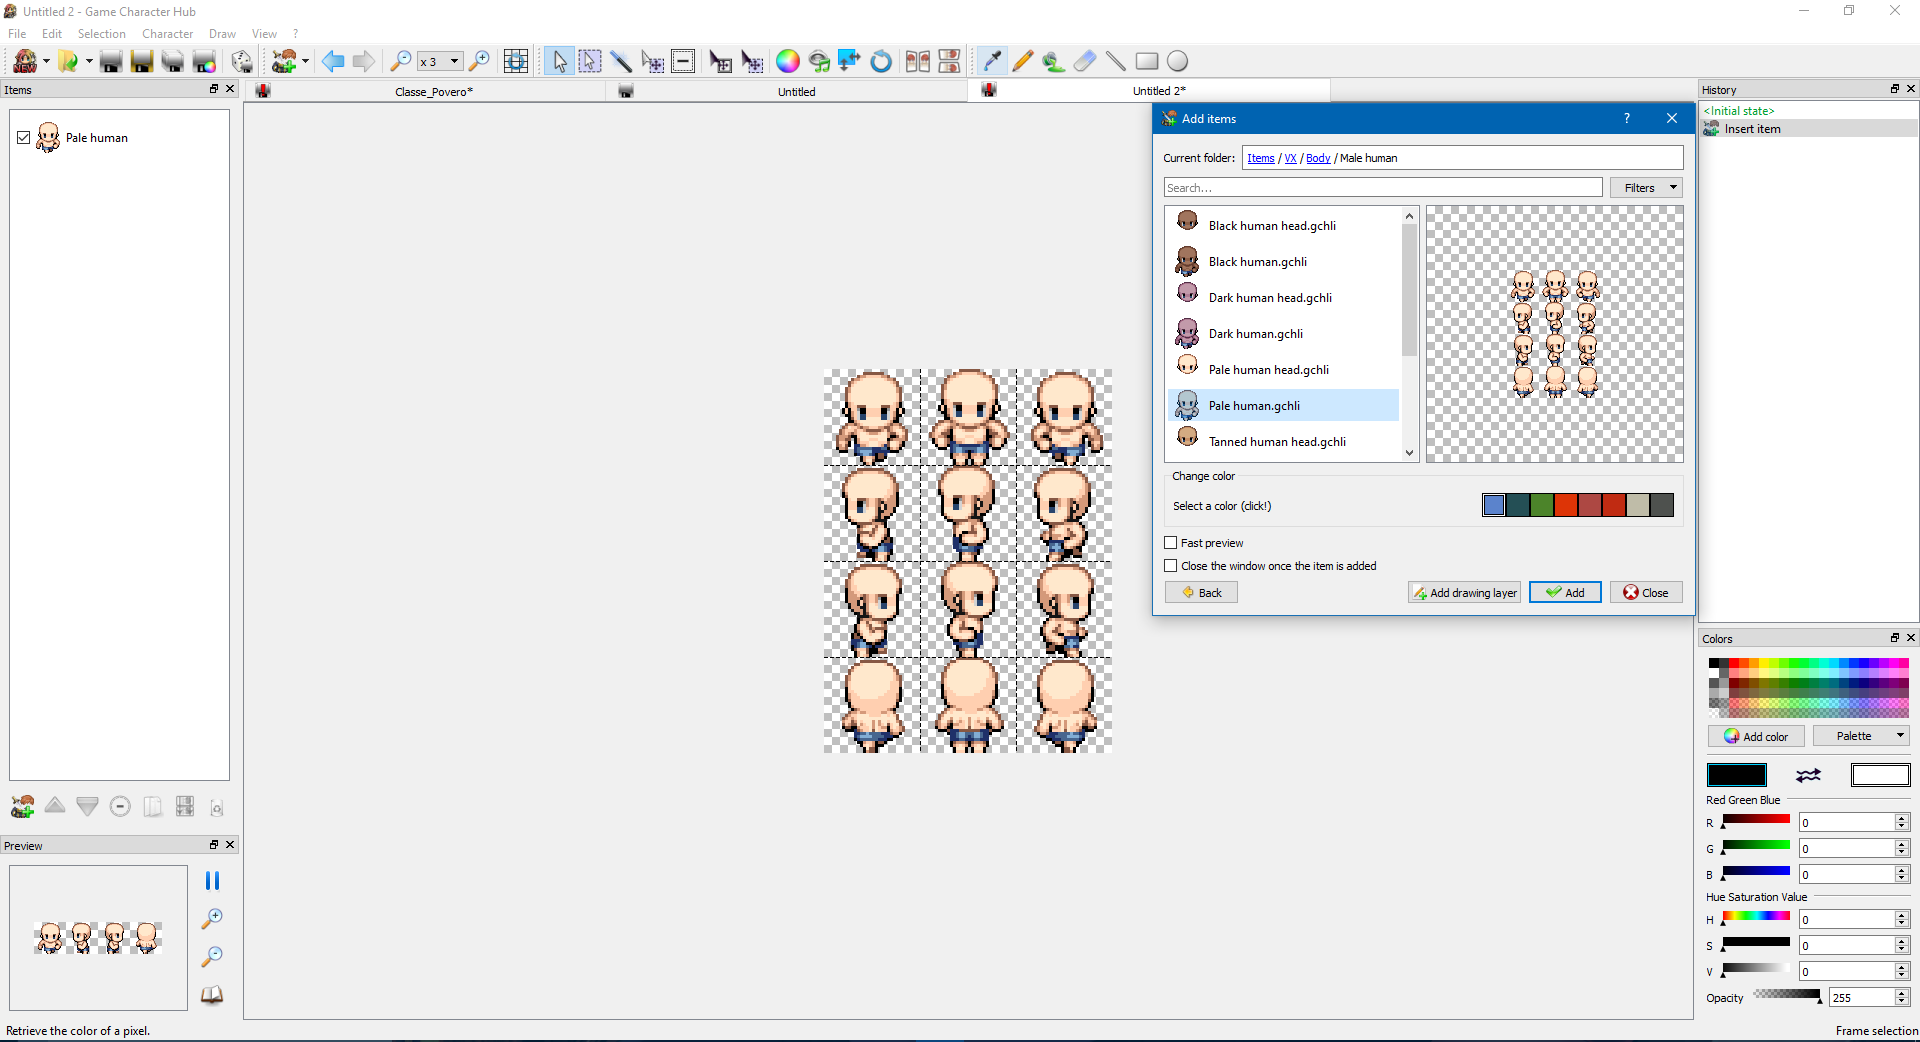 Untitled 2 - Game Character Hub
File Edit Selection Character Draw View ?
x 3
Items
Classe_Povero*
Untitled
Untitled 2*
History
Pale human
<Initial state>
Insert item
Add items
?
Current folder: Items / VX / Body / Male human
Search...
Filters
Black human head.gchli
Black human.gchli
Dark human head.gchli
Dark human.gchli
Pale human head.gchli
Pale human.gchli
Tanned human head.gchli
Change color
Select a color (click!)
Fast preview
Close the window once the item is added
Back
Add drawing layer
Add
Close
Colors
Add color
Palette
Red Green Blue
R 0
G 0
B 0
Hue Saturation Value
H 0
S 0
V 0
Opacity 255
Preview
Retrieve the color of a pixel.
Frame selection